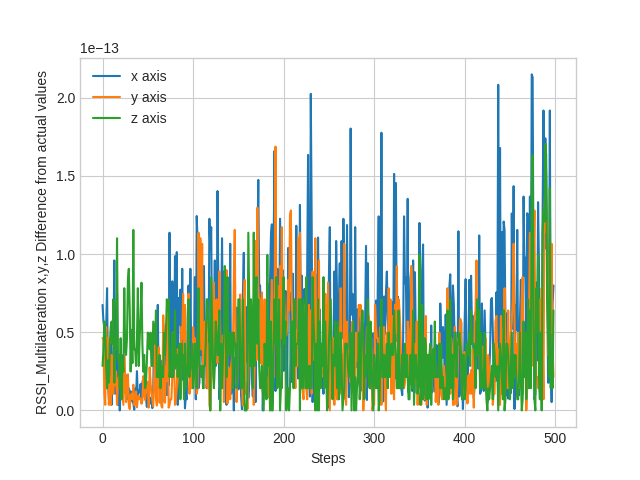 1e−13
RSSI_Multilateration x,y,z Difference from actual values
2.0
1.5
1.0
0.5
0.0
x axis
y axis
z axis
0 100 200 300 400 500
Steps